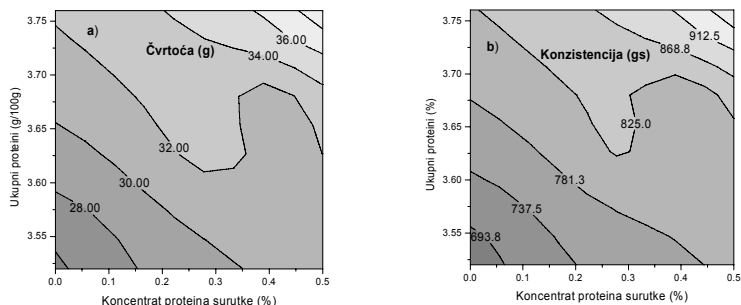 a)
Čvrtoća (g)
3.75
3.70
3.65
3.60
3.55
Ukupni proteini (g/100g)
36.00
34.00
32.00
30.00
28.00
0.0 0.1 0.2 0.3 0.4 0.5
Koncentrat proteina surutke (%)
b)
Konzistencija (gs)
3.75
3.70
3.65
3.60
3.55
Ukupni proteini (%)
912.5
868.8
825.0
781.3
737.5
693.8
0.0 0.1 0.2 0.3 0.4 0.5
Koncentrat proteina surutke (%)